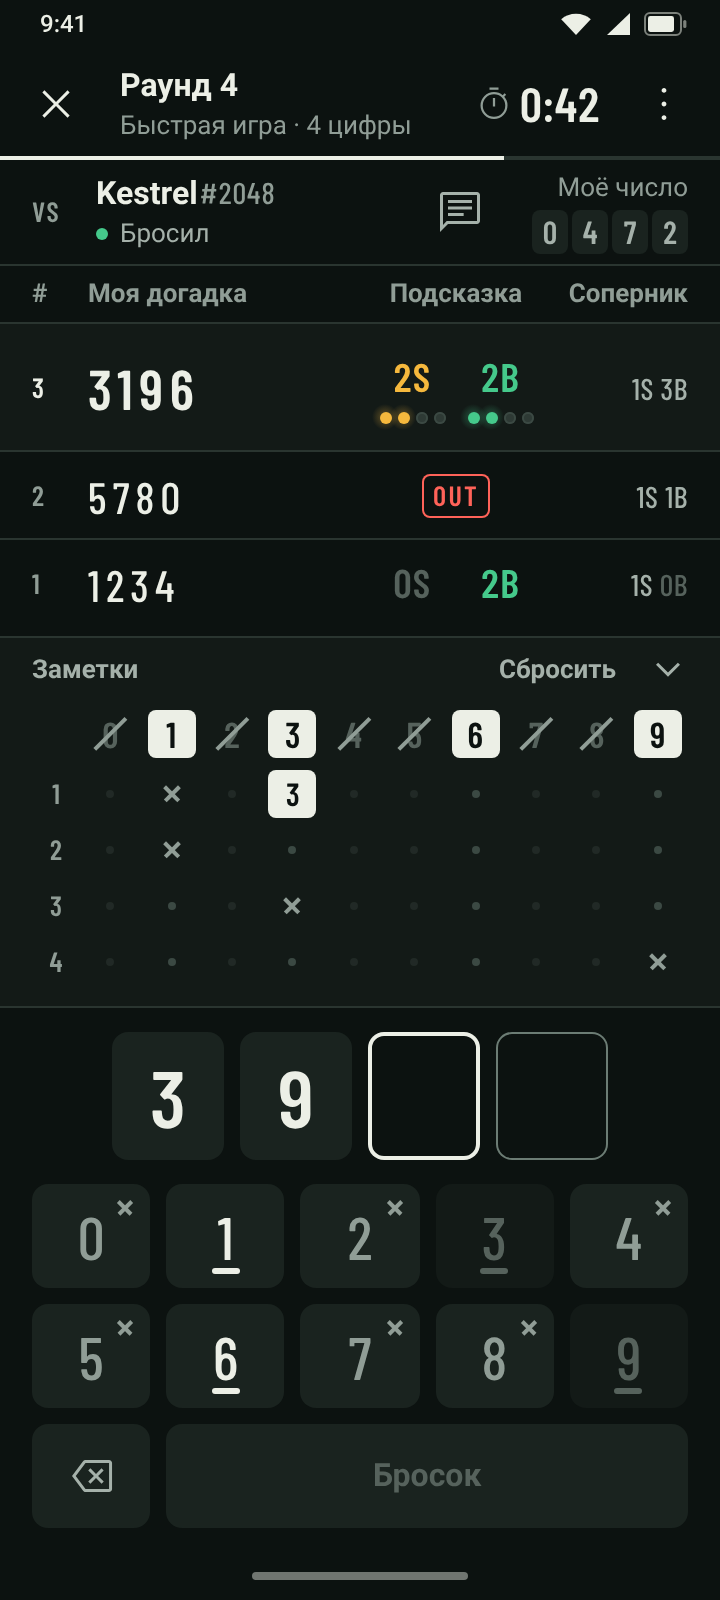 9:41
Раунд 4
Быстрая игра · 4 цифры
0:42
VS
Kestrel#2048
Бросил
Моё число
0 4 7 2
# Моя догадка Подсказка Соперник
3 3196 2S 2B 1S 3B
2 5780 OUT 1S 1B
1 1234 0S 2B 1S 0B
Заметки Сбросить
0 1 2 3 4 5 6 7 8 9
1 × 3
2 ×
3 ×
4 ×
3 9
0 × 1 2 × 3 4 ×
5 × 6 7 × 8 × 9
Бросок